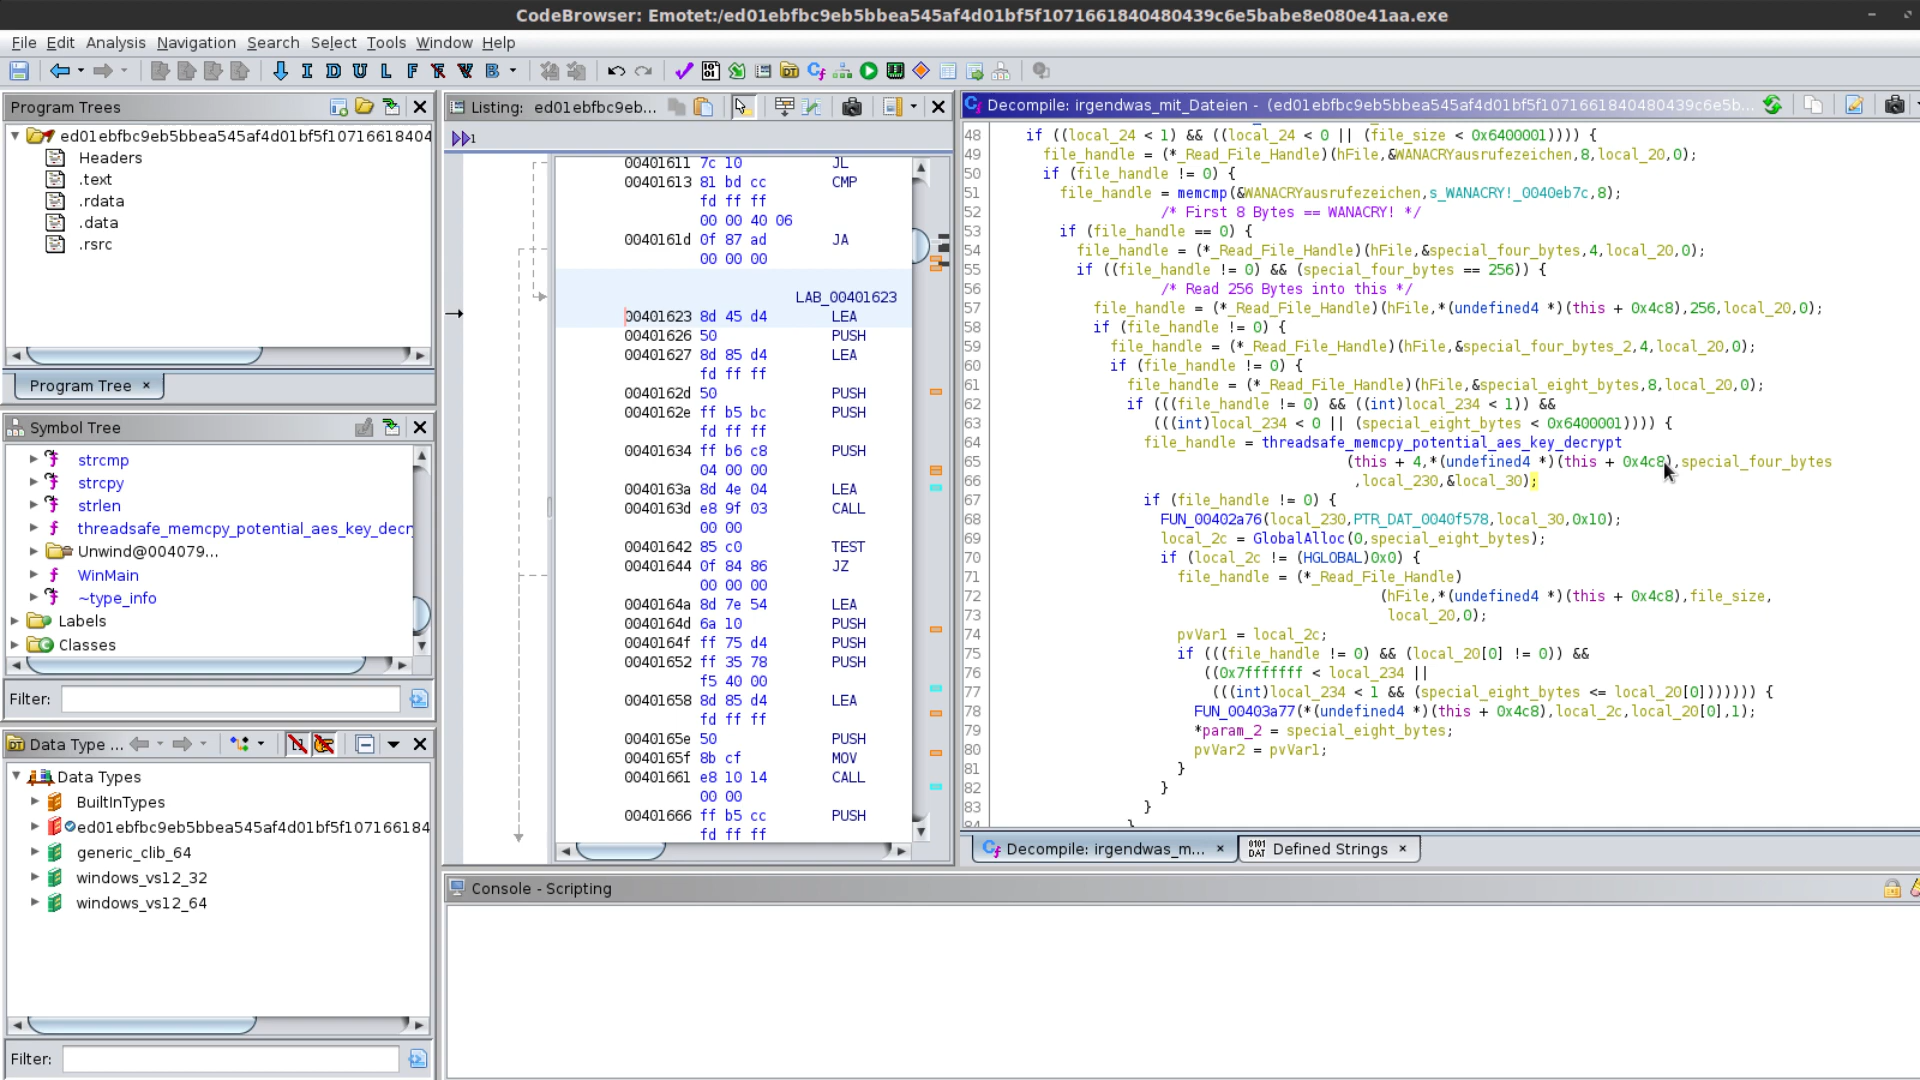 CodeBrowser: Emotet:/ed01ebfbc9eb5bbea545af4d01bf5f1071661840480439c6e5babe8e080e41aa.exe
File Edit Analysis Navigation Search Select Tools Window Help
Program Trees
ed01ebfbc9eb5bbea545af4d01bf5f10716618404
Headers
.text
.rdata
.data
.rsrc
Program Tree
Symbol Tree
strcmp
strcpy
strlen
threadsafe_memcpy_potential_aes_key_decr
Unwind@004079...
WinMain
~type_info
Labels
Classes
Filter:
Data Type ...
Data Types
BuiltInTypes
ed01ebfbc9eb5bbea545af4d01bf5f107166184
generic_clib_64
windows_vs12_32
windows_vs12_64
Filter:
Listing: ed01ebfbc9eb...
00401611 7c 10 JL
00401613 81 bd cc CMP
fd ff ff
00 00 40 06
0040161d 0f 87 ad JA
00 00 00
LAB_00401623
00401623 8d 45 d4 LEA
00401626 50 PUSH
00401627 8d 85 d4 LEA
fd ff ff
0040162d 50 PUSH
0040162e ff b5 bc PUSH
fd ff ff
00401634 ff b6 c8 PUSH
04 00 00
0040163a 8d 4e 04 LEA
0040163d e8 9f 03 CALL
00 00
00401642 85 c0 TEST
00401644 0f 84 86 JZ
00 00 00
0040164a 8d 7e 54 LEA
0040164d 6a 10 PUSH
0040164f ff 75 d4 PUSH
00401652 ff 35 78 PUSH
f5 40 00
00401658 8d 85 d4 LEA
fd ff ff
0040165e 50 PUSH
0040165f 8b cf MOV
00401661 e8 10 14 CALL
00 00
00401666 ff b5 cc PUSH
fd ff ff
Decompile: irgendwas_mit_Dateien - (ed01ebfbc9eb5bbea545af4d01bf5f1071661840480439c6e5b...
48 if ((local_24 < 1) && ((local_24 < 0 || (file_size < 0x6400001)))) {
49 file_handle = (*_Read_File_Handle)(hFile,&WANACRYausrufezeichen,8,local_20,0);
50 if (file_handle != 0) {
51 file_handle = memcmp(&WANACRYausrufezeichen,s_WANACRY!_0040eb7c,8);
52 /* First 8 Bytes == WANACRY! */
53 if (file_handle == 0) {
54 file_handle = (*_Read_File_Handle)(hFile,&special_four_bytes,4,local_20,0);
55 if ((file_handle != 0) && (special_four_bytes == 256)) {
56 /* Read 256 Bytes into this */
57 file_handle = (*_Read_File_Handle)(hFile,*(undefined4 *)(this + 0x4c8),256,local_20,0);
58 if (file_handle != 0) {
59 file_handle = (*_Read_File_Handle)(hFile,&special_four_bytes_2,4,local_20,0);
60 if (file_handle != 0) {
61 file_handle = (*_Read_File_Handle)(hFile,&special_eight_bytes,8,local_20,0);
62 if (((file_handle != 0) && ((int)local_234 < 1)) &&
63 (((int)local_234 < 0 || (special_eight_bytes < 0x6400001)))) {
64 file_handle = threadsafe_memcpy_potential_aes_key_decrypt
65 (this + 4,*(undefined4 *)(this + 0x4c8),special_four_bytes
66 ,local_230,&local_30);
67 if (file_handle != 0) {
68 FUN_00402a76(local_230,PTR_DAT_0040f578,local_30,0x10);
69 local_2c = GlobalAlloc(0,special_eight_bytes);
70 if (local_2c != (HGLOBAL)0x0) {
71 file_handle = (*_Read_File_Handle)
72 (hFile,*(undefined4 *)(this + 0x4c8),file_size,
73 local_20,0);
74 pvVar1 = local_2c;
75 if (((file_handle != 0) && (local_20[0] != 0)) &&
76 ((0x7fffffff < local_234 ||
77 (((int)local_234 < 1 && (special_eight_bytes <= local_20[0])))))) {
78 FUN_00403a77(*(undefined4 *)(this + 0x4c8),local_2c,local_20[0],1);
79 *param_2 = special_eight_bytes;
80 pvVar2 = pvVar1;
81 }
82 }
83 }
84 }
Decompile: irgendwas_m...
Defined Strings
Console - Scripting